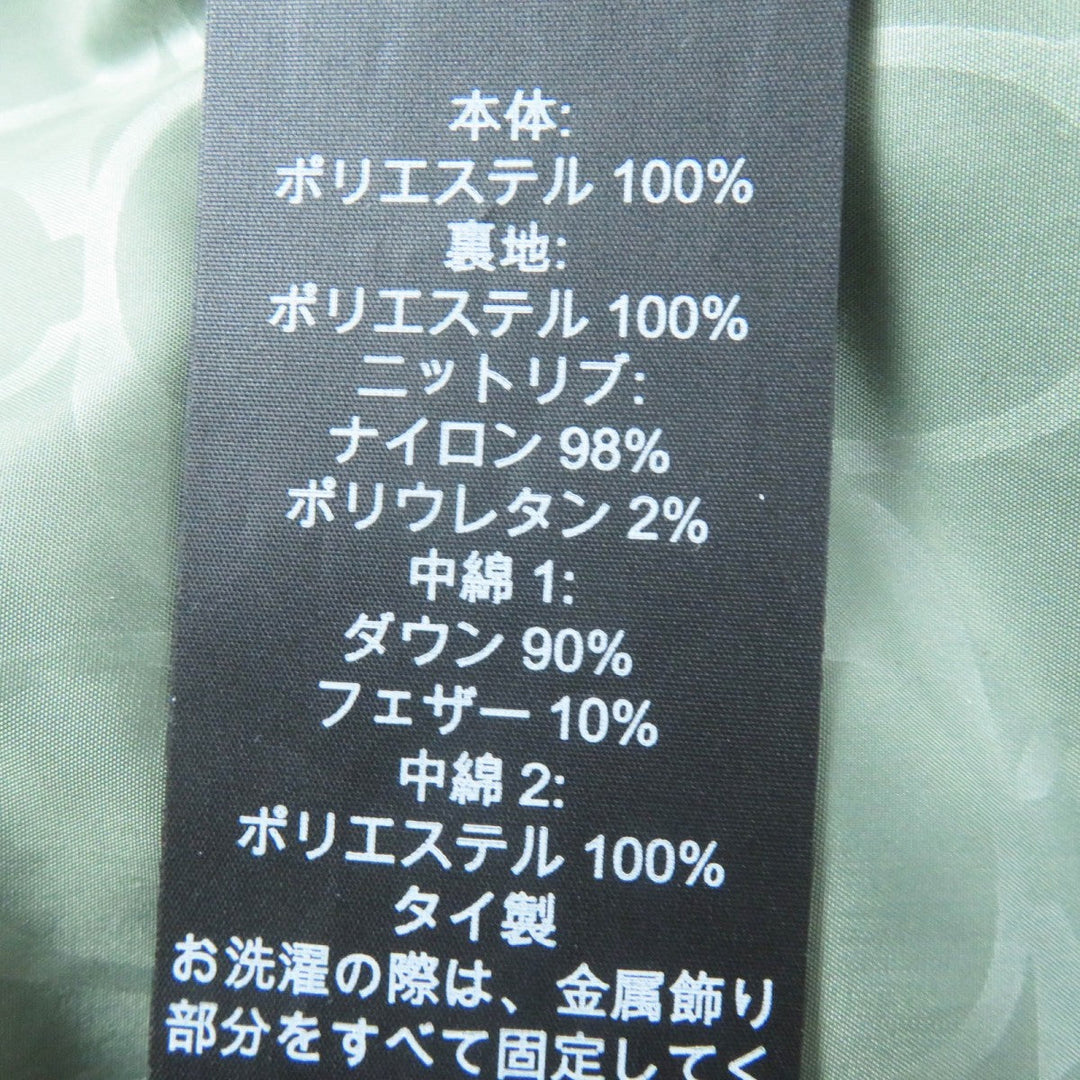 本体:
ポリエステル 100%
裏地:
ポリエステル 100%
ニットリブ:
ナイロン 98%
ポリウレタン 2%
中綿 1:
ダウン 90%
フェザー 10%
中綿 2:
ポリエステル 100%
タイ製
お洗濯の際は、金属飾り
部分をすべて固定してく